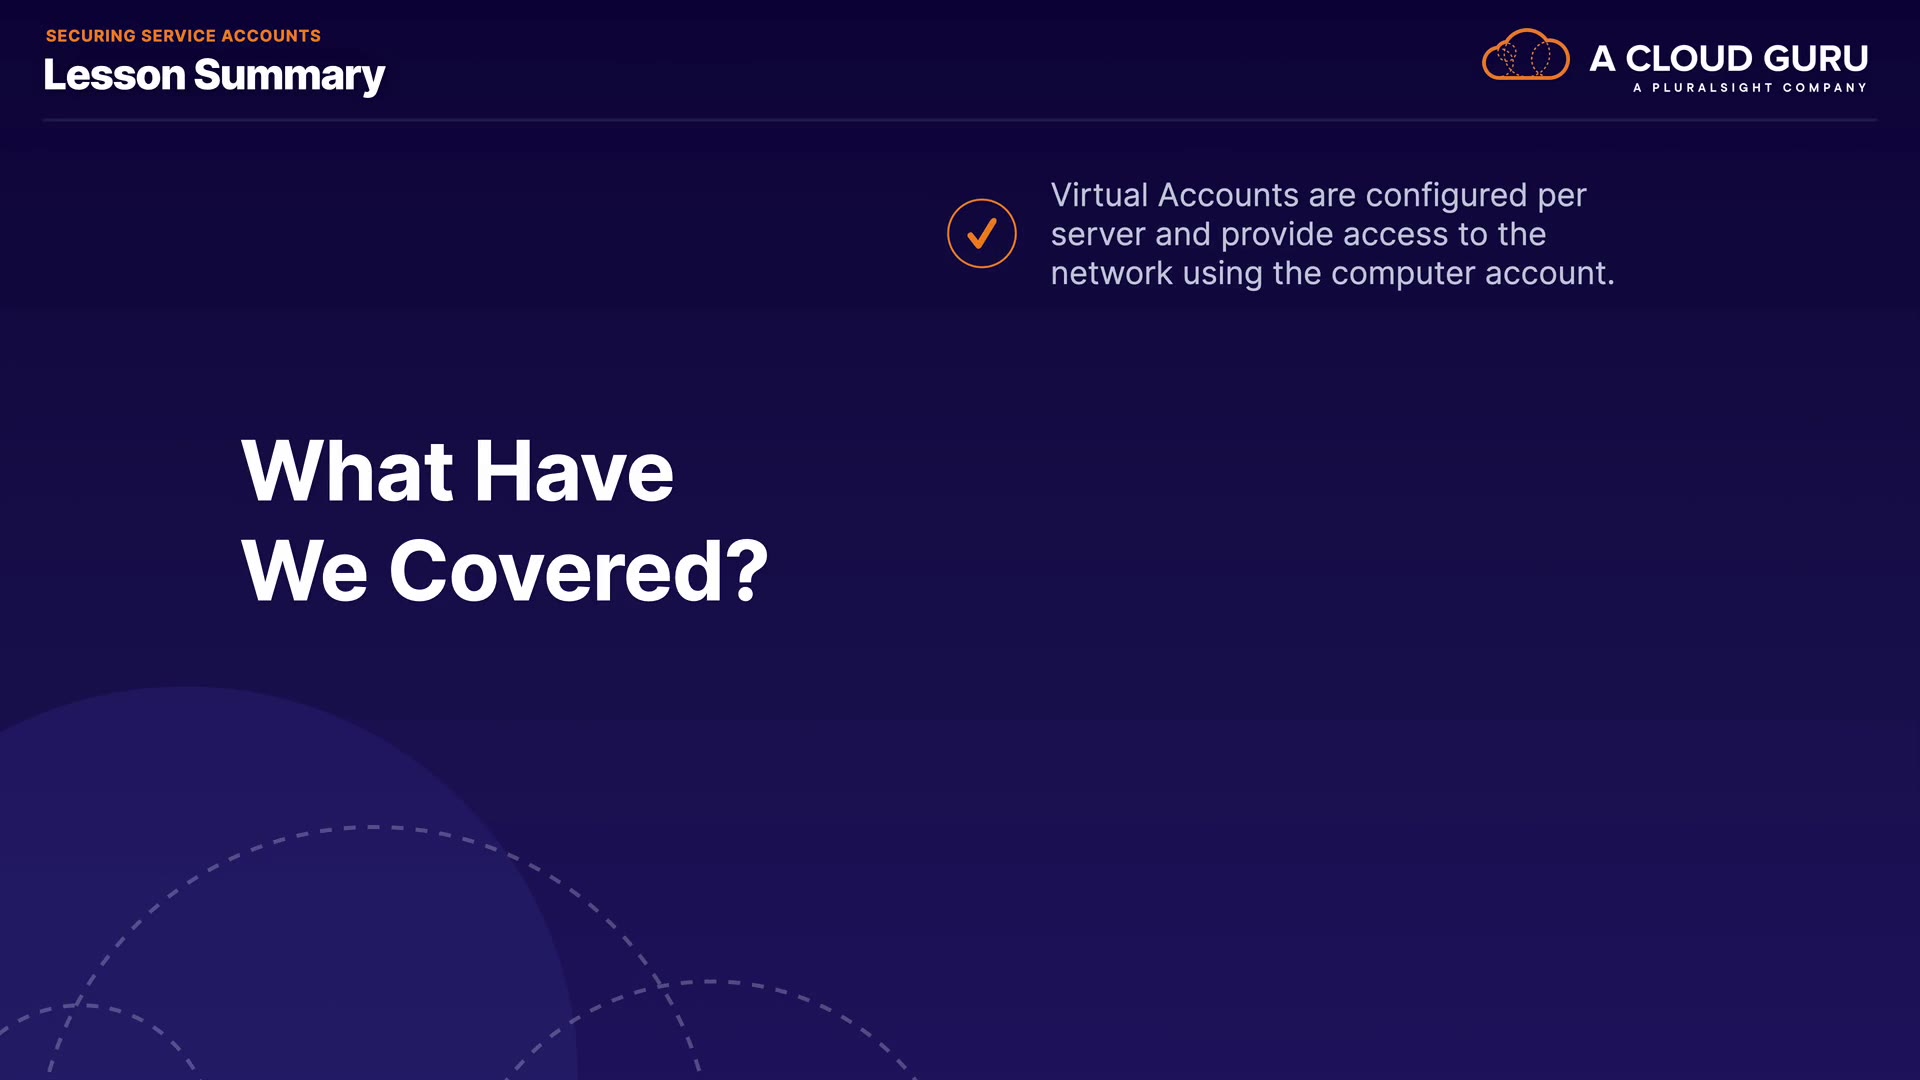 SECURING SERVICE ACCOUNTS
Lesson Summary
A CLOUD GURU
A PLURALSIGHT COMPANY
Virtual Accounts are configured per
server and provide access to the
network using the computer account.
What Have
We Covered?